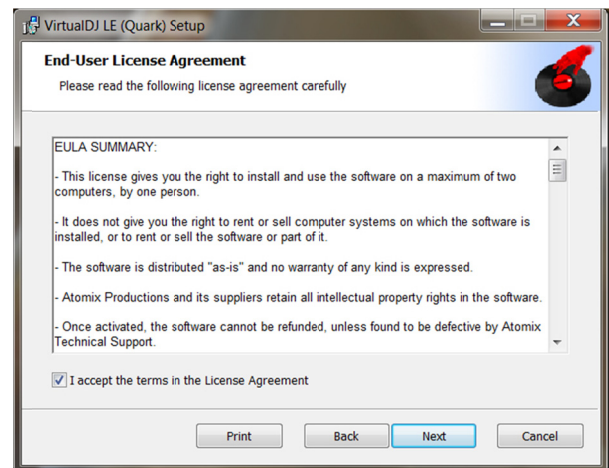 VirtualDJ LE (Quark) Setup
End-User License Agreement
Please read the following license agreement carefully
EULA SUMMARY:
- This license gives you the right to install and use the software on a maximum of two
computers, by one person.
- It does not give you the right to rent or sell computer systems on which the software is
installed, or to rent or sell the software or part of it.
- The software is distributed "as-is" and no warranty of any kind is expressed.
- Atomix Productions and its suppliers retain all intellectual property rights in the software.
- Once activated, the software cannot be refunded, unless found to be defective by Atomix
Technical Support.
I accept the terms in the License Agreement
Print
Back
Next
Cancel